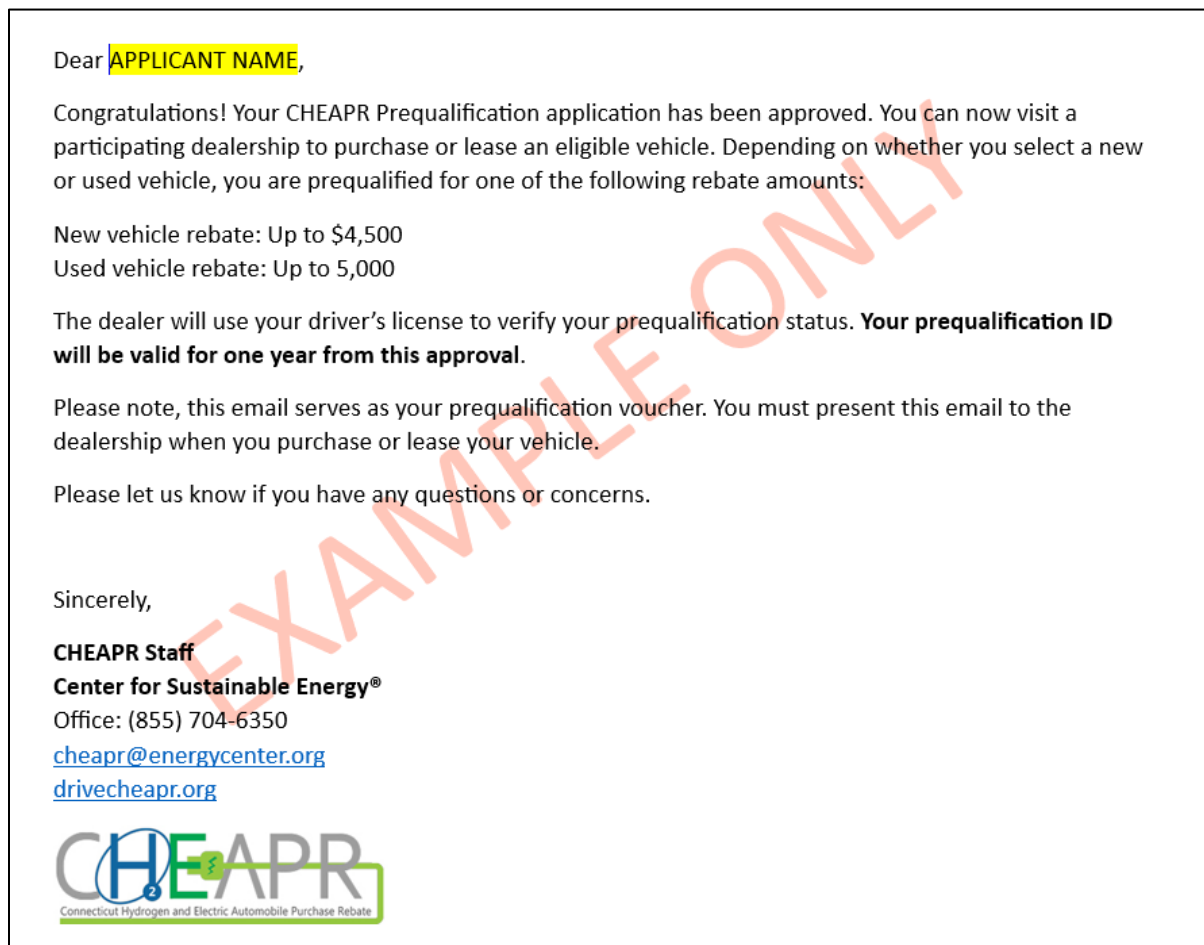 Dear APPLICANT NAME,
Congratulations! Your CHEAPR Prequalification application has been approved. You can now visit a
participating dealership to purchase or lease an eligible vehicle. Depending on whether you select a new
or used vehicle, you are prequalified for one of the following rebate amounts:
New vehicle rebate: Up to $4,500
Used vehicle rebate: Up to 5,000
The dealer will use your driver’s license to verify your prequalification status. Your prequalification ID
will be valid for one year from this approval.
Please note, this email serves as your prequalification voucher. You must present this email to the
dealership when you purchase or lease your vehicle.
Please let us know if you have any questions or concerns.
Sincerely,
CHEAPR Staff
Center for Sustainable Energy®
Office: (855) 704-6350
cheapr@energycenter.org
drivecheapr.org
CHEAPR
2
Connecticut Hydrogen and Electric Automobile Purchase Rebate
EXAMPLE ONLY